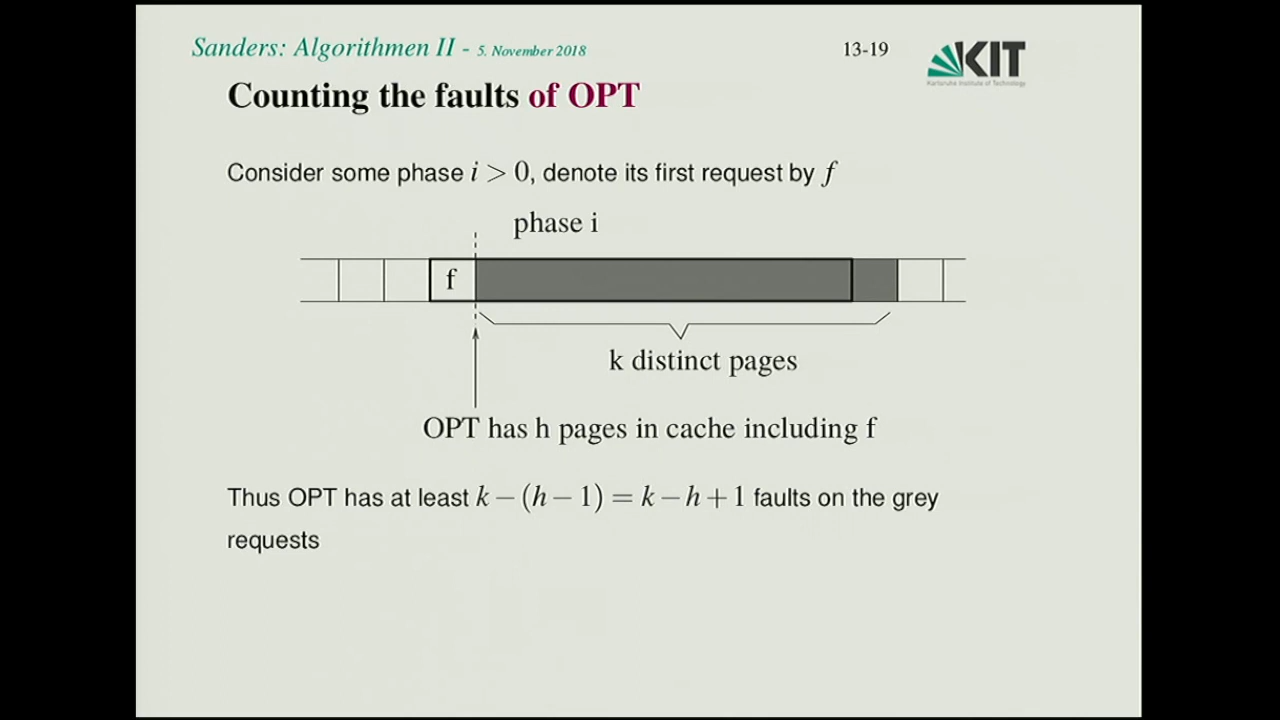 Sanders: Algorithmen II - 5. November 2018
13-19
KIT
Karlsruhe Institute of Technology
Counting the faults of OPT
Consider some phase i > 0, denote its first request by f
phase i
f
k distinct pages
OPT has h pages in cache including f
Thus OPT has at least k − (h − 1) = k − h + 1 faults on the grey
requests